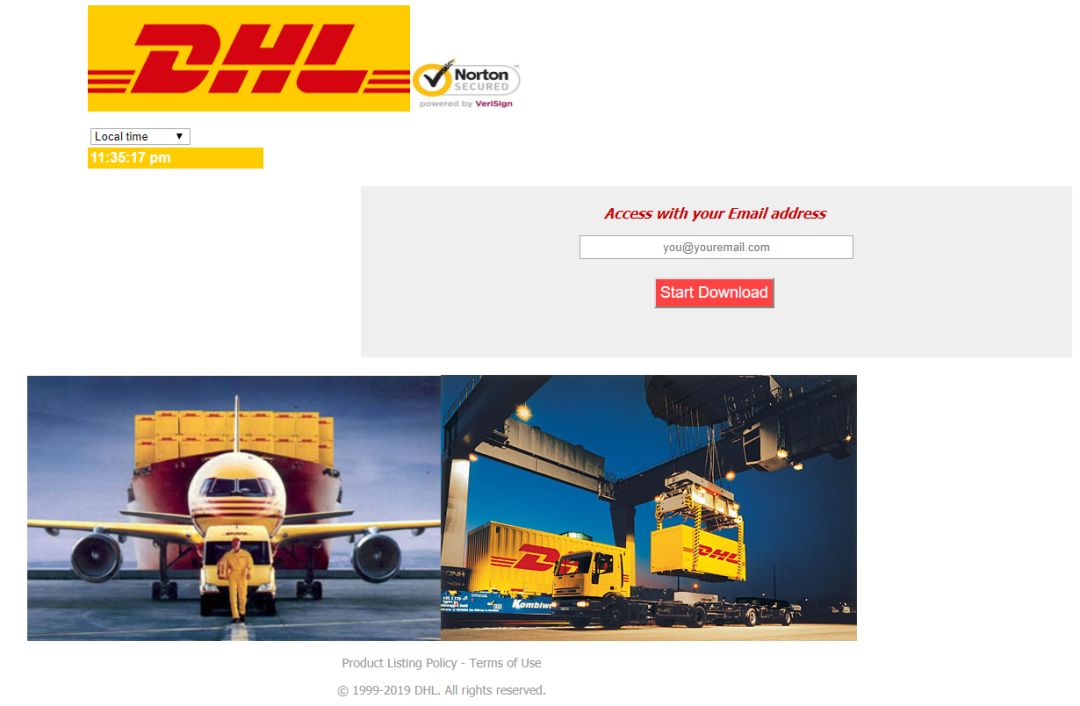 DHL
Norton
SECURED
powered by VeriSign
Local time
11:35:17 pm
Access with your Email address
you@youremail.com
Start Download
DHL
DHL
DHL
Kombiwa
Product Listing Policy - Terms of Use
© 1999-2019 DHL. All rights reserved.